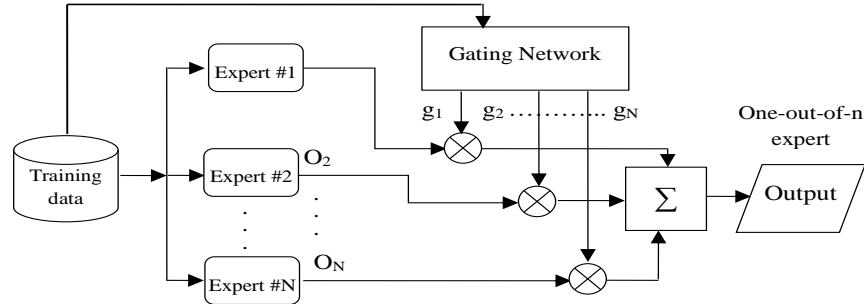 Gating Network
Expert #1
g1 g2 ............ gN
One-out-of-n
expert
Training
data
Expert #2
O2
Σ
Output
Expert #N
ON